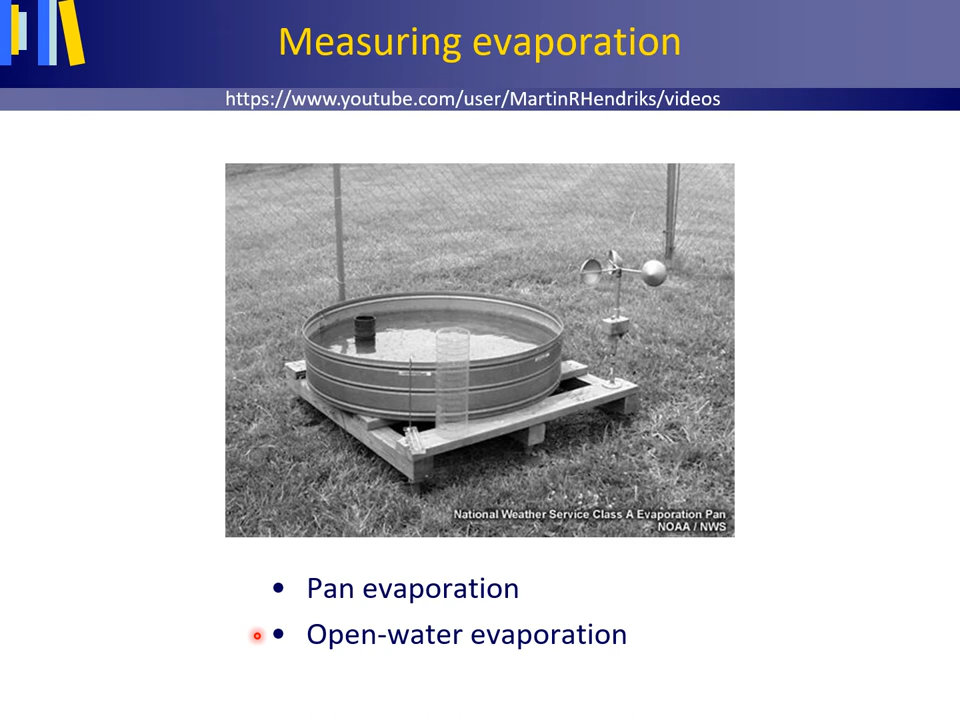 Measuring evaporation
https://www.youtube.com/user/MartinRHendriks/videos
National Weather Service Class A Evaporation Pan
NOAA / NWS
• Pan evaporation
• Open-water evaporation